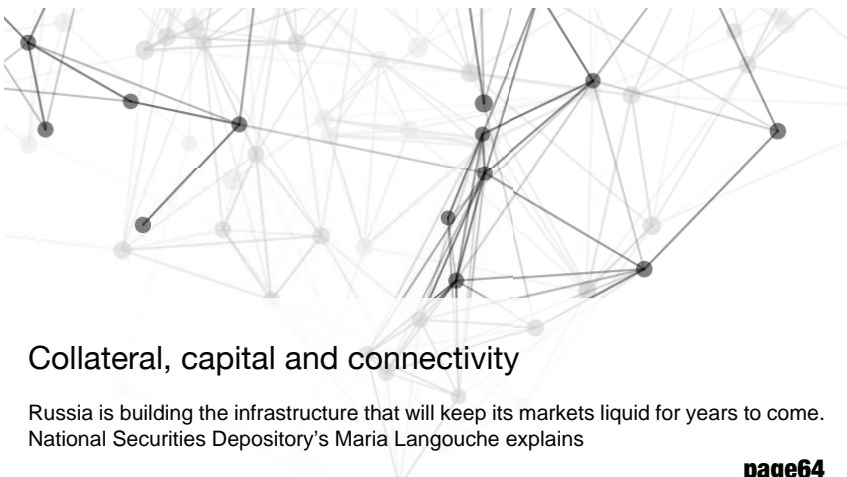 Collateral, capital and connectivity
Russia is building the infrastructure that will keep its markets liquid for years to come.
National Securities Depository’s Maria Langouche explains
page64